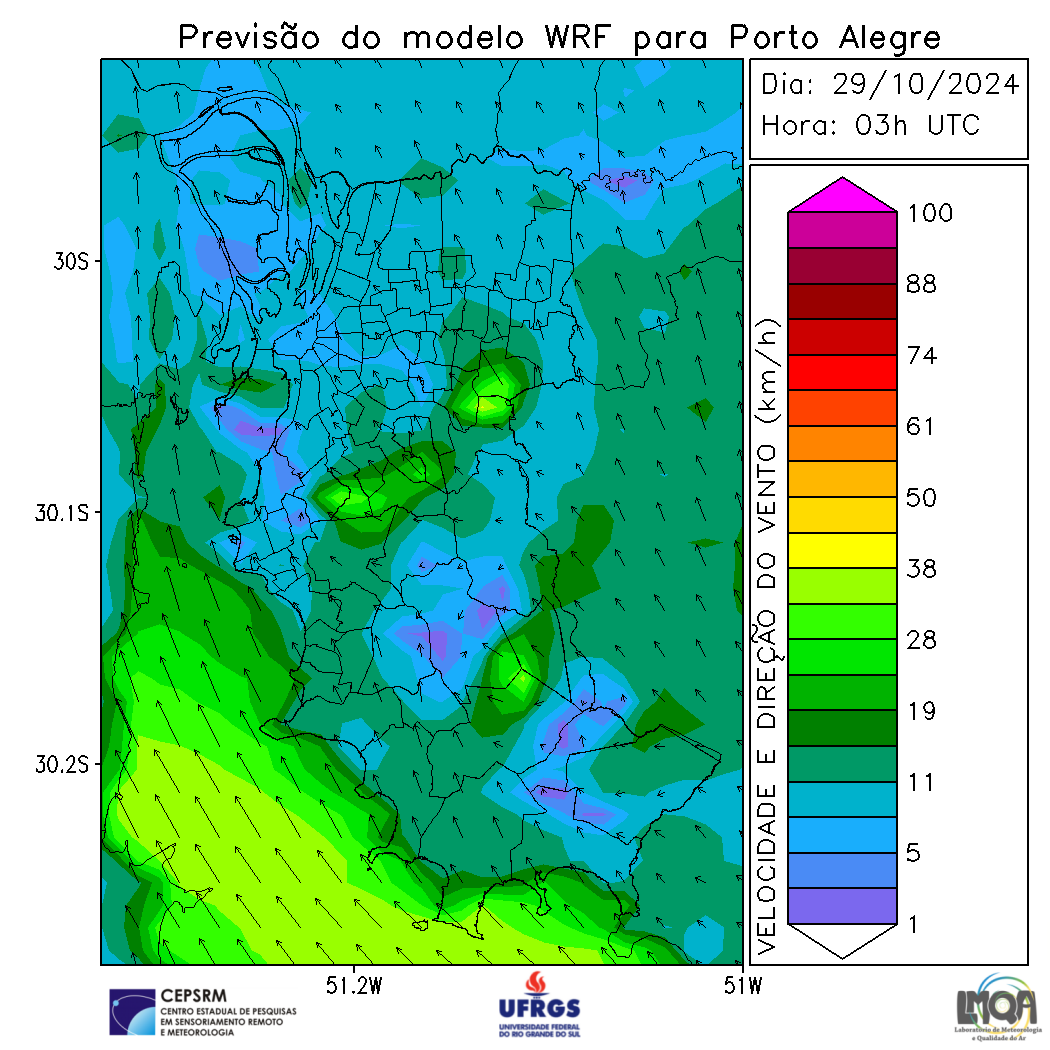 Previsão do modelo WRF para Porto Alegre
Dia: 29/10/2024
Hora: 03h UTC
30S
30.1S
30.2S
51.2W
51W
VELOCIDADE E DIREÇÃO DO VENTO (km/h)
100
88
74
61
50
38
28
19
11
5
1
CEPSRM
CENTRO ESTADUAL DE PESQUISAS
EM SENSORIAMENTO REMOTO
E METEOROLOGIA
UFRGS
UNIVERSIDADE FEDERAL
DO RIO GRANDE DO SUL
LMQA
Laboratório de Meteorologia
e Qualidade do Ar